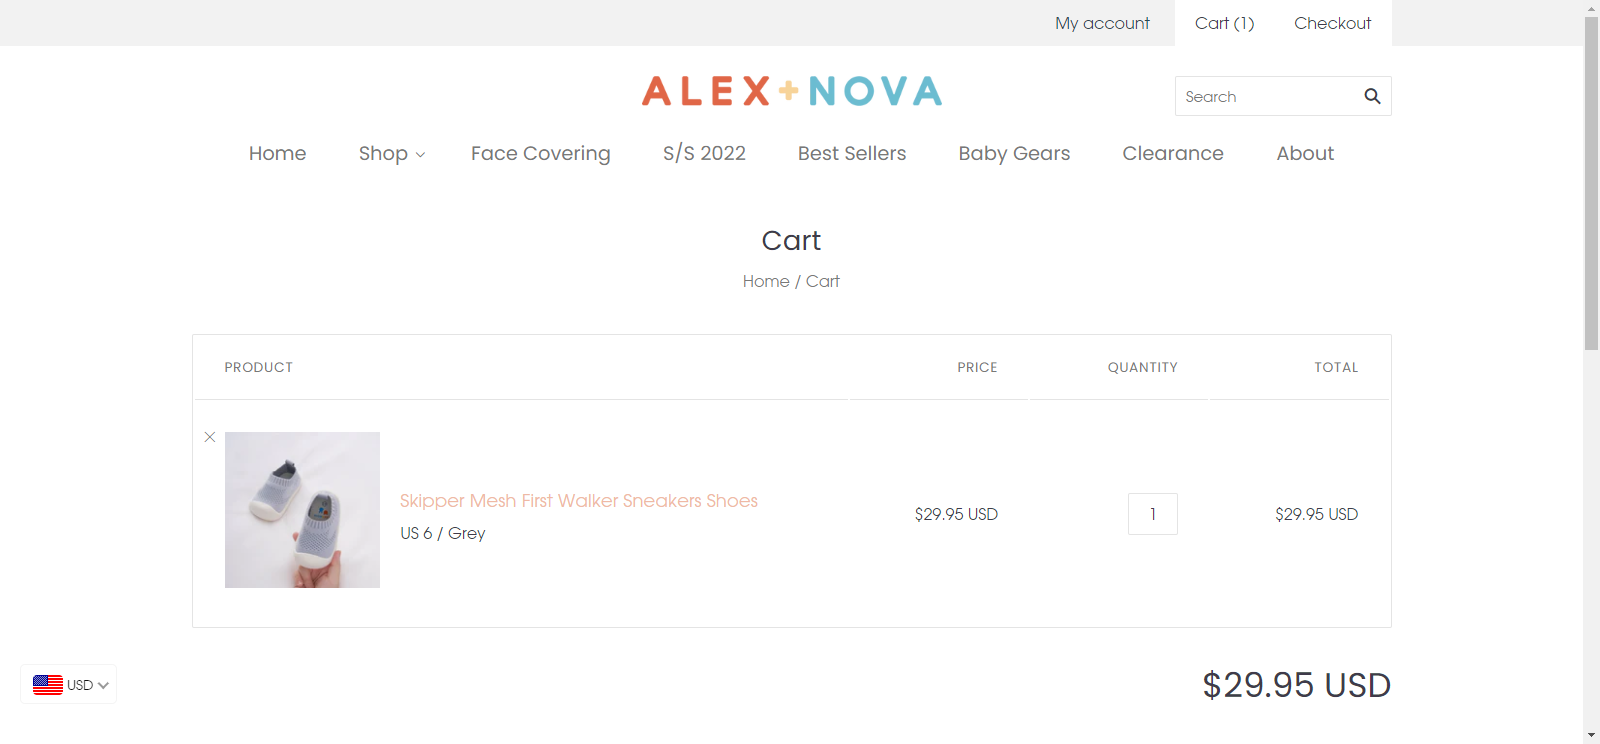 My account Cart (1) Checkout
ALEX+NOVA
Search
Home Shop Face Covering S/S 2022 Best Sellers Baby Gears Clearance About
Cart
Home / Cart
PRODUCT PRICE QUANTITY TOTAL
Skipper Mesh First Walker Sneakers Shoes
US 6 / Grey
$29.95 USD 1 $29.95 USD
USD
$29.95 USD